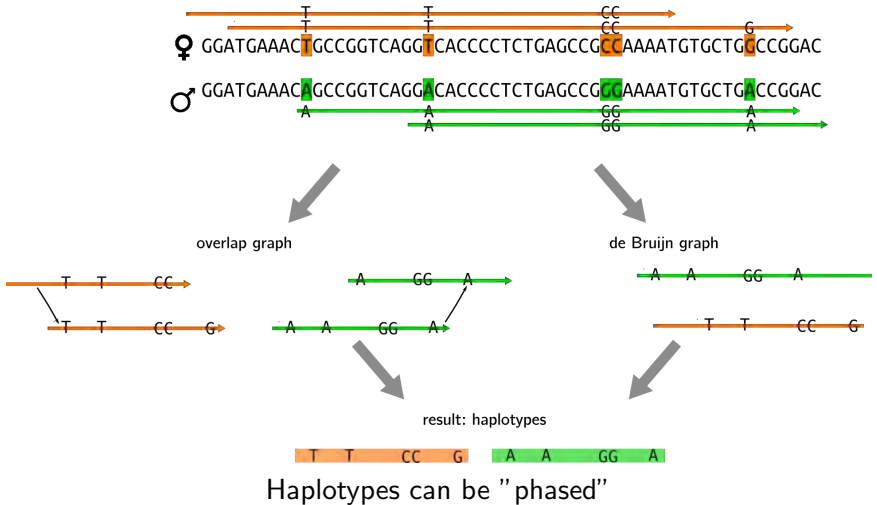 T T CC
T T CC G
♀ GGATGAAACTGCCGGTCAGGTCACCCCTCTGAGCCGCCAAAATGTGCTGGCCGGAC
♂ GGATGAAACAGCCGGTCAGGACACCCCTCTGAGCCGGGAAAATGTGCTGACCGGAC
A A GG A
A GG A
overlap graph
de Bruijn graph
T T CC
A GG A
A A GG A
T T CC G
A A GG A
T T CC G
result: haplotypes
T T CC G
A A GG A
Haplotypes can be "phased"